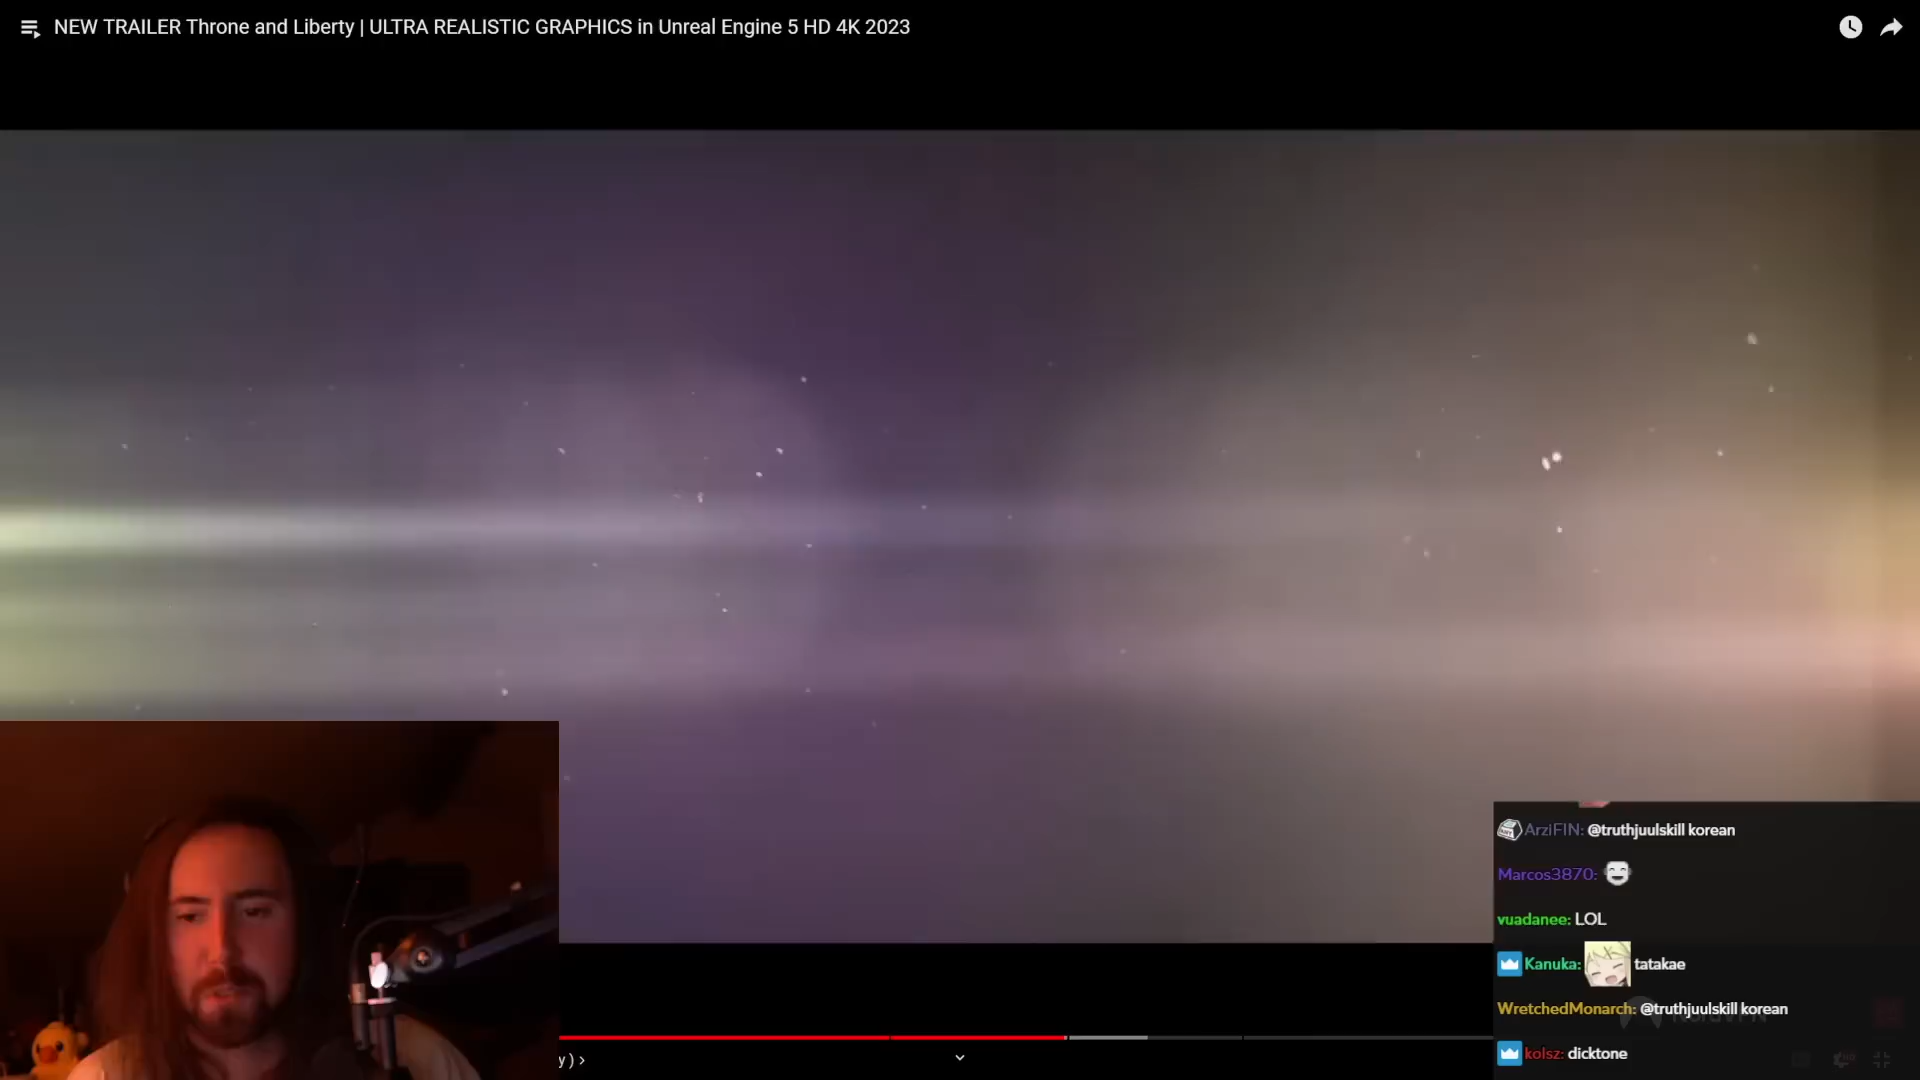 NEW TRAILER Throne and Liberty | ULTRA REALISTIC GRAPHICS in Unreal Engine 5 HD 4K 2023
ArziFIN: @truthjuulskill korean
Marcos3870:
vuadanee: LOL
Kanuka: tatakae
WretchedMonarch: @truthjuulskill korean
kolsz: dicktone
y) ›